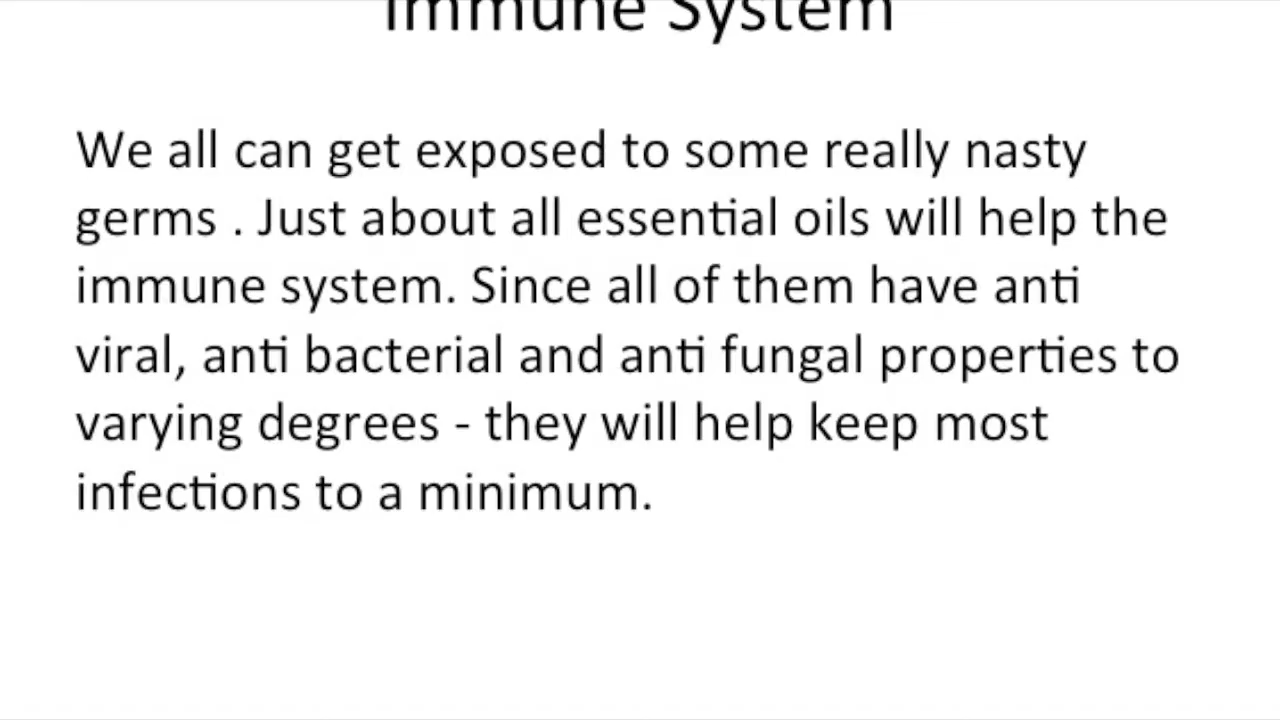 Immune System
We all can get exposed to some really nasty
germs . Just about all essential oils will help the
immune system. Since all of them have anti
viral, anti bacterial and anti fungal properties to
varying degrees - they will help keep most
infections to a minimum.